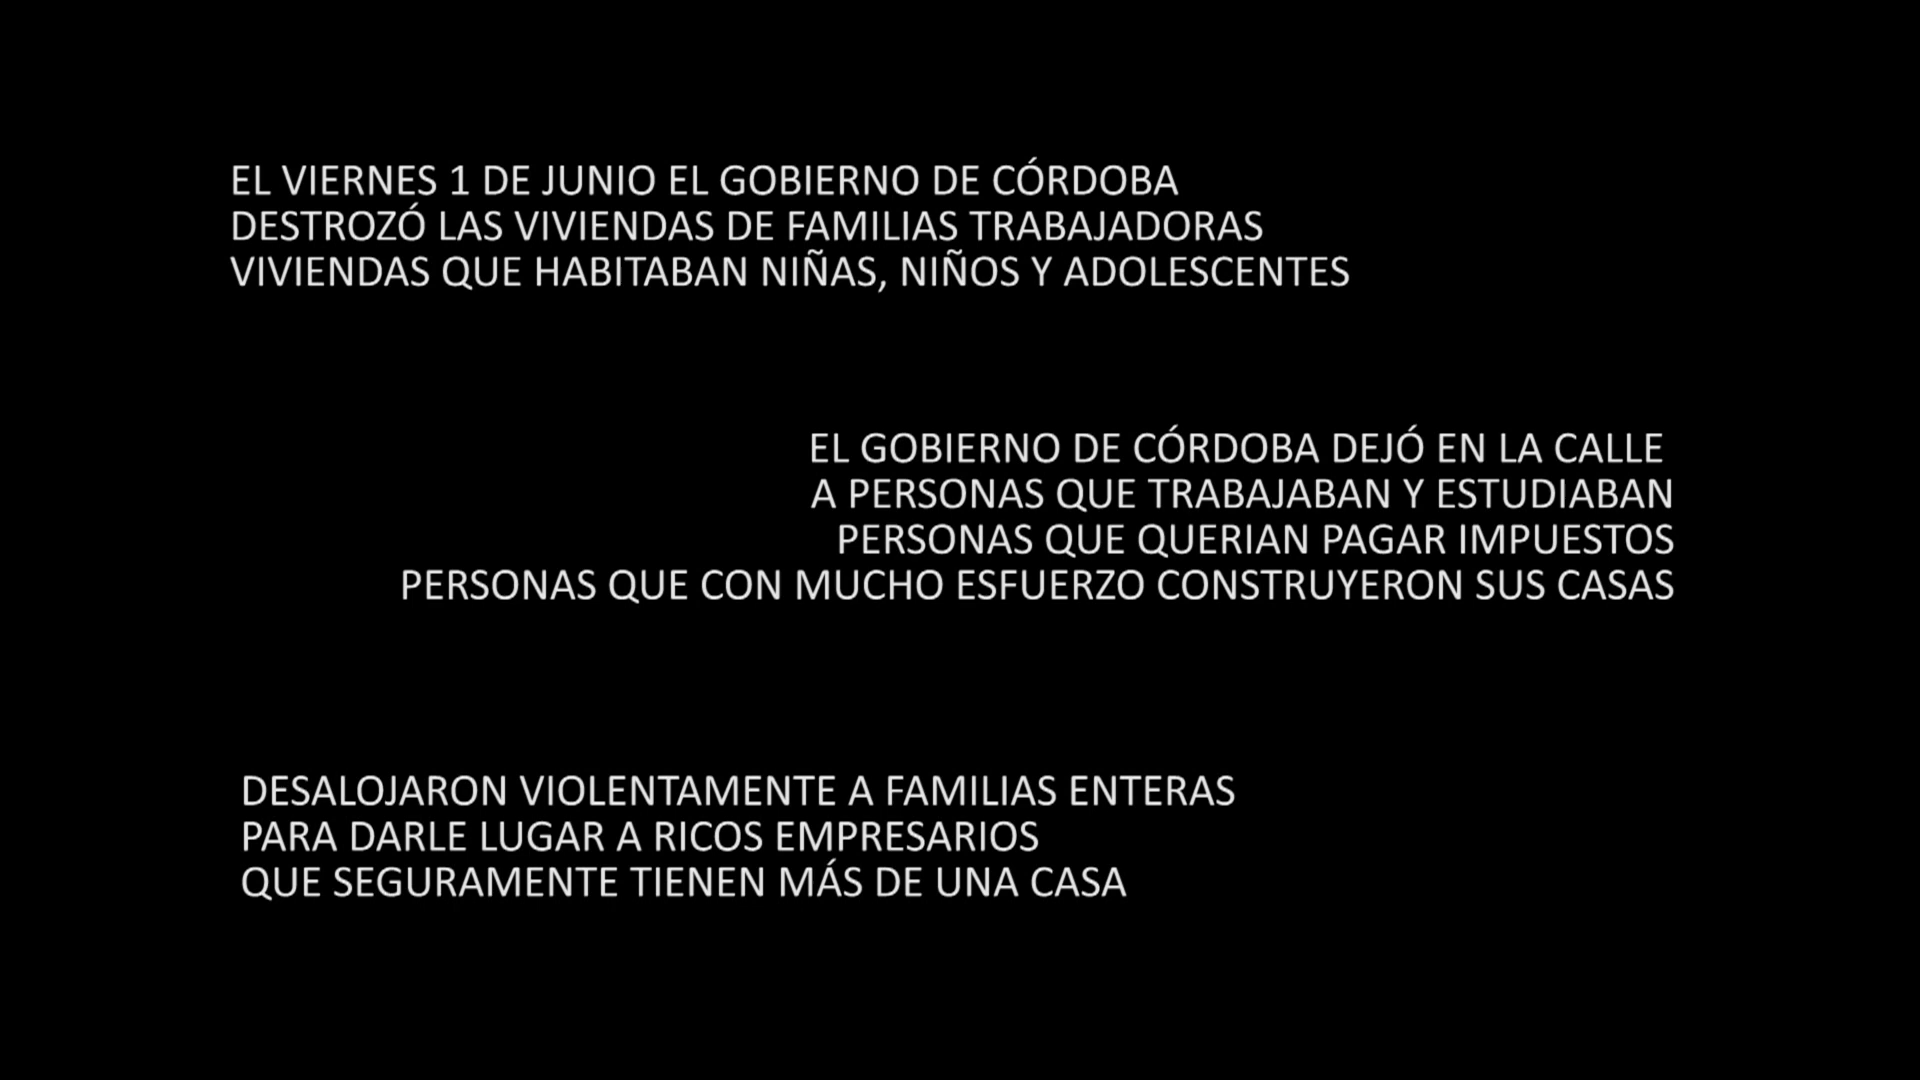 EL VIERNES 1 DE JUNIO EL GOBIERNO DE CÓRDOBA
DESTROZÓ LAS VIVIENDAS DE FAMILIAS TRABAJADORAS
VIVIENDAS QUE HABITABAN NIÑAS, NIÑOS Y ADOLESCENTES
EL GOBIERNO DE CÓRDOBA DEJÓ EN LA CALLE
A PERSONAS QUE TRABAJABAN Y ESTUDIABAN
PERSONAS QUE QUERIAN PAGAR IMPUESTOS
PERSONAS QUE CON MUCHO ESFUERZO CONSTRUYERON SUS CASAS
DESALOJARON VIOLENTAMENTE A FAMILIAS ENTERAS
PARA DARLE LUGAR A RICOS EMPRESARIOS
QUE SEGURAMENTE TIENEN MÁS DE UNA CASA